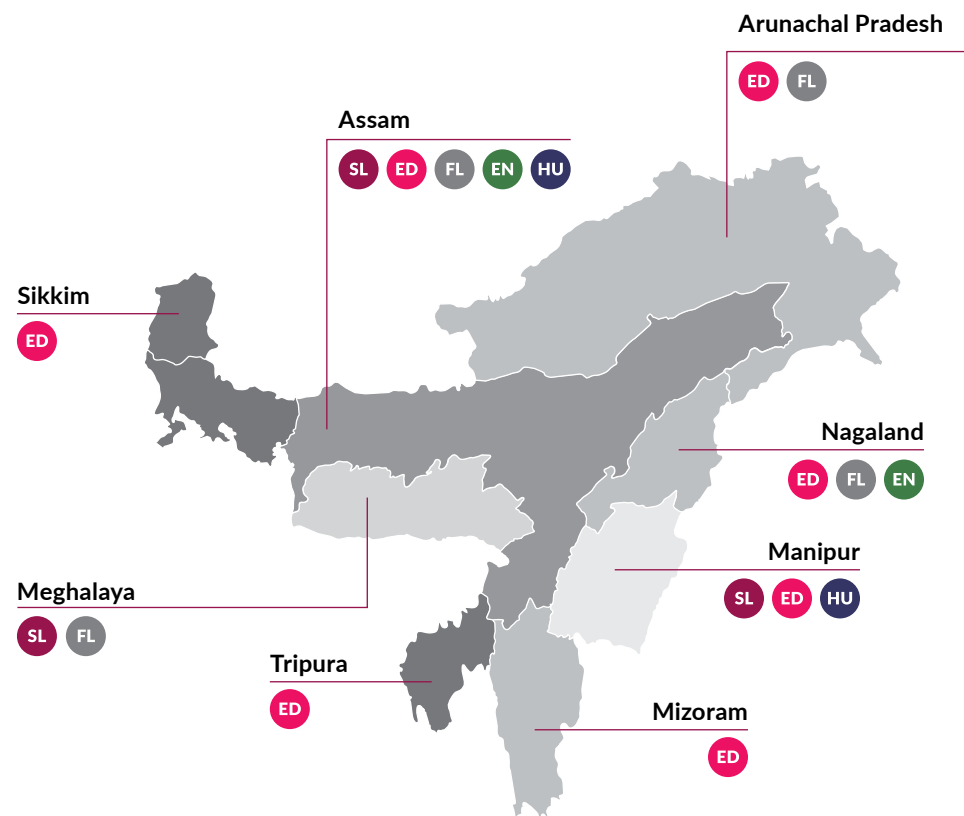 Arunachal Pradesh
ED FL
Assam
SL ED FL EN HU
Sikkim
ED
Nagaland
ED FL EN
Manipur
SL ED HU
Meghalaya
SL FL
Tripura
ED
Mizoram
ED